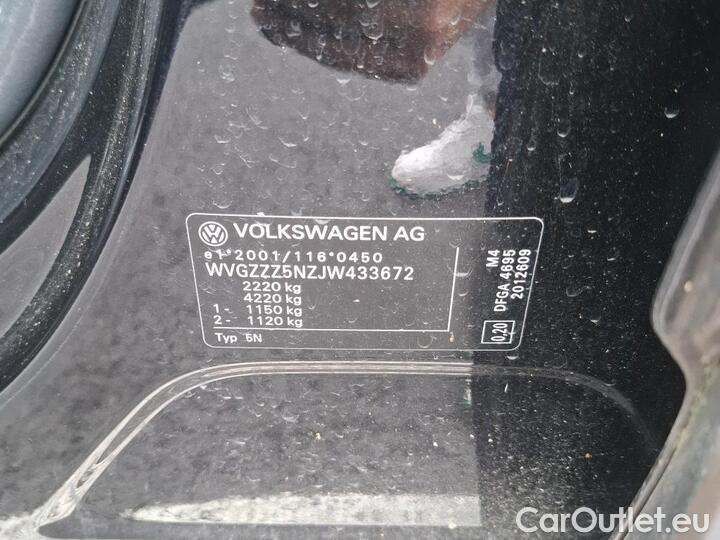 VOLKSWAGEN AG
e1*2001/116*0450
WVGZZZ5NZJW433672
2220 kg
4220 kg
1- 1150 kg
2- 1120 kg
Typ 5N
M4
DFGA 4695
2012609
0,20
CarOutlet.eu